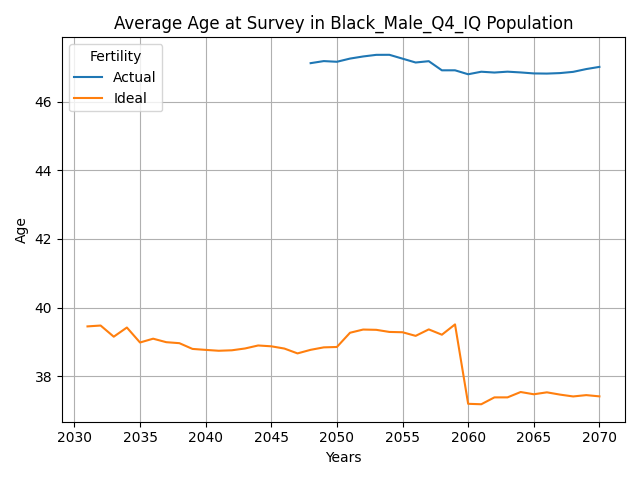 Average Age at Survey in Black_Male_Q4_IQ Population
Fertility
Actual
Ideal
Age
46
44
42
40
38
2030 2035 2040 2045 2050 2055 2060 2065 2070
Years